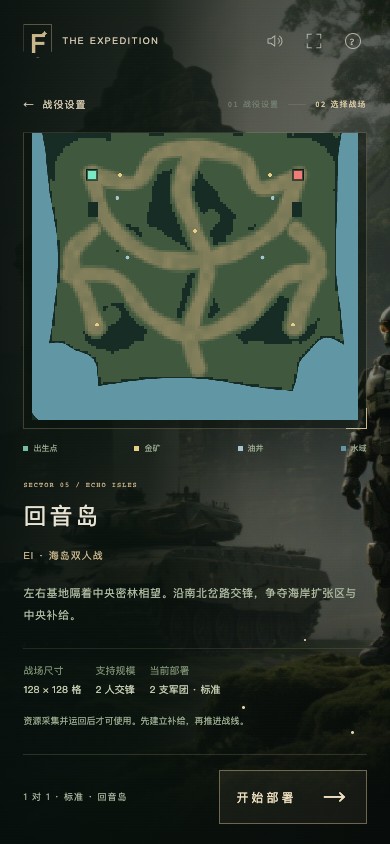 F
THE EXPEDITION
?
← 战役设置
01 战役设置
02 选择战场
出生点
金矿
油井
水域
SECTOR 05 / ECHO ISLES
回音岛
EI · 海岛双人战
左右基地隔着中央密林相望。沿南北岔路交锋，争夺海岸扩张区与
中央补给。
战场尺寸 支持规模 当前部署
128 × 128 格 2 人交锋 2 支军团 · 标准
资源采集并运回后才可使用。先建立补给，再推进战线。
1 对 1 · 标准 · 回音岛
开始部署 →